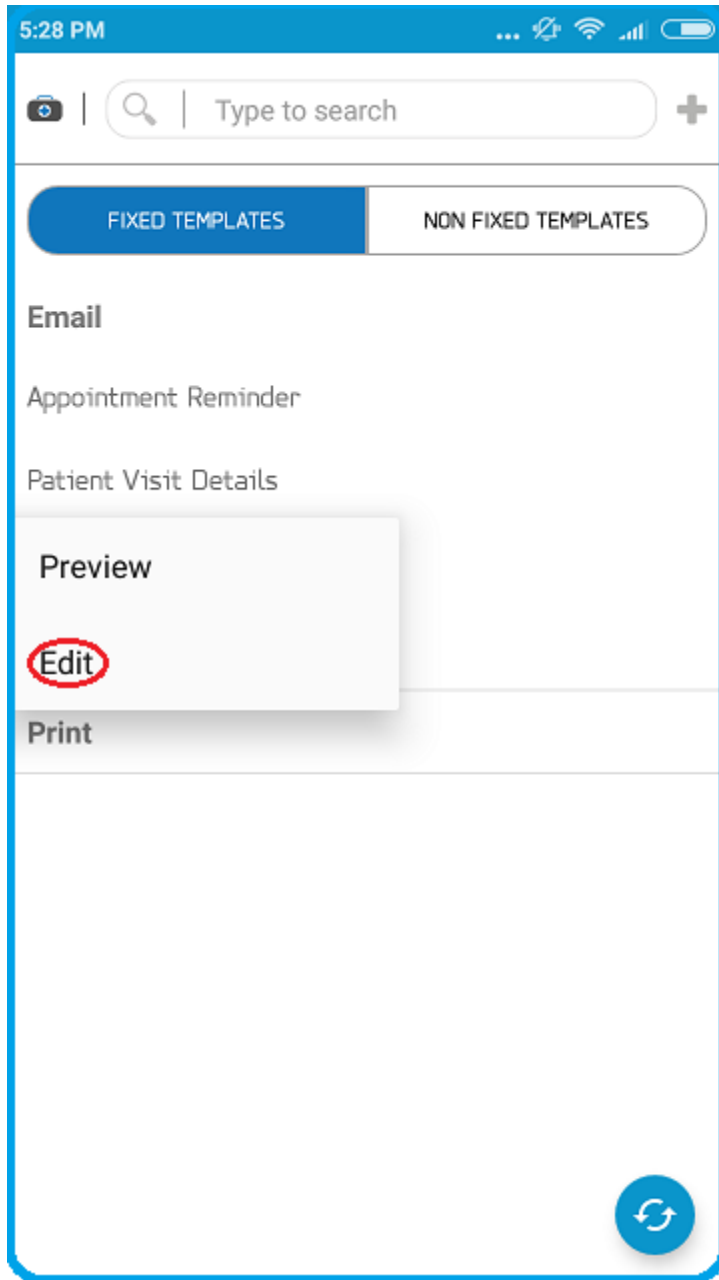 5:28 PM
Type to search
FIXED TEMPLATES
NON FIXED TEMPLATES
Email
Appointment Reminder
Patient Visit Details
Preview
Edit
Print